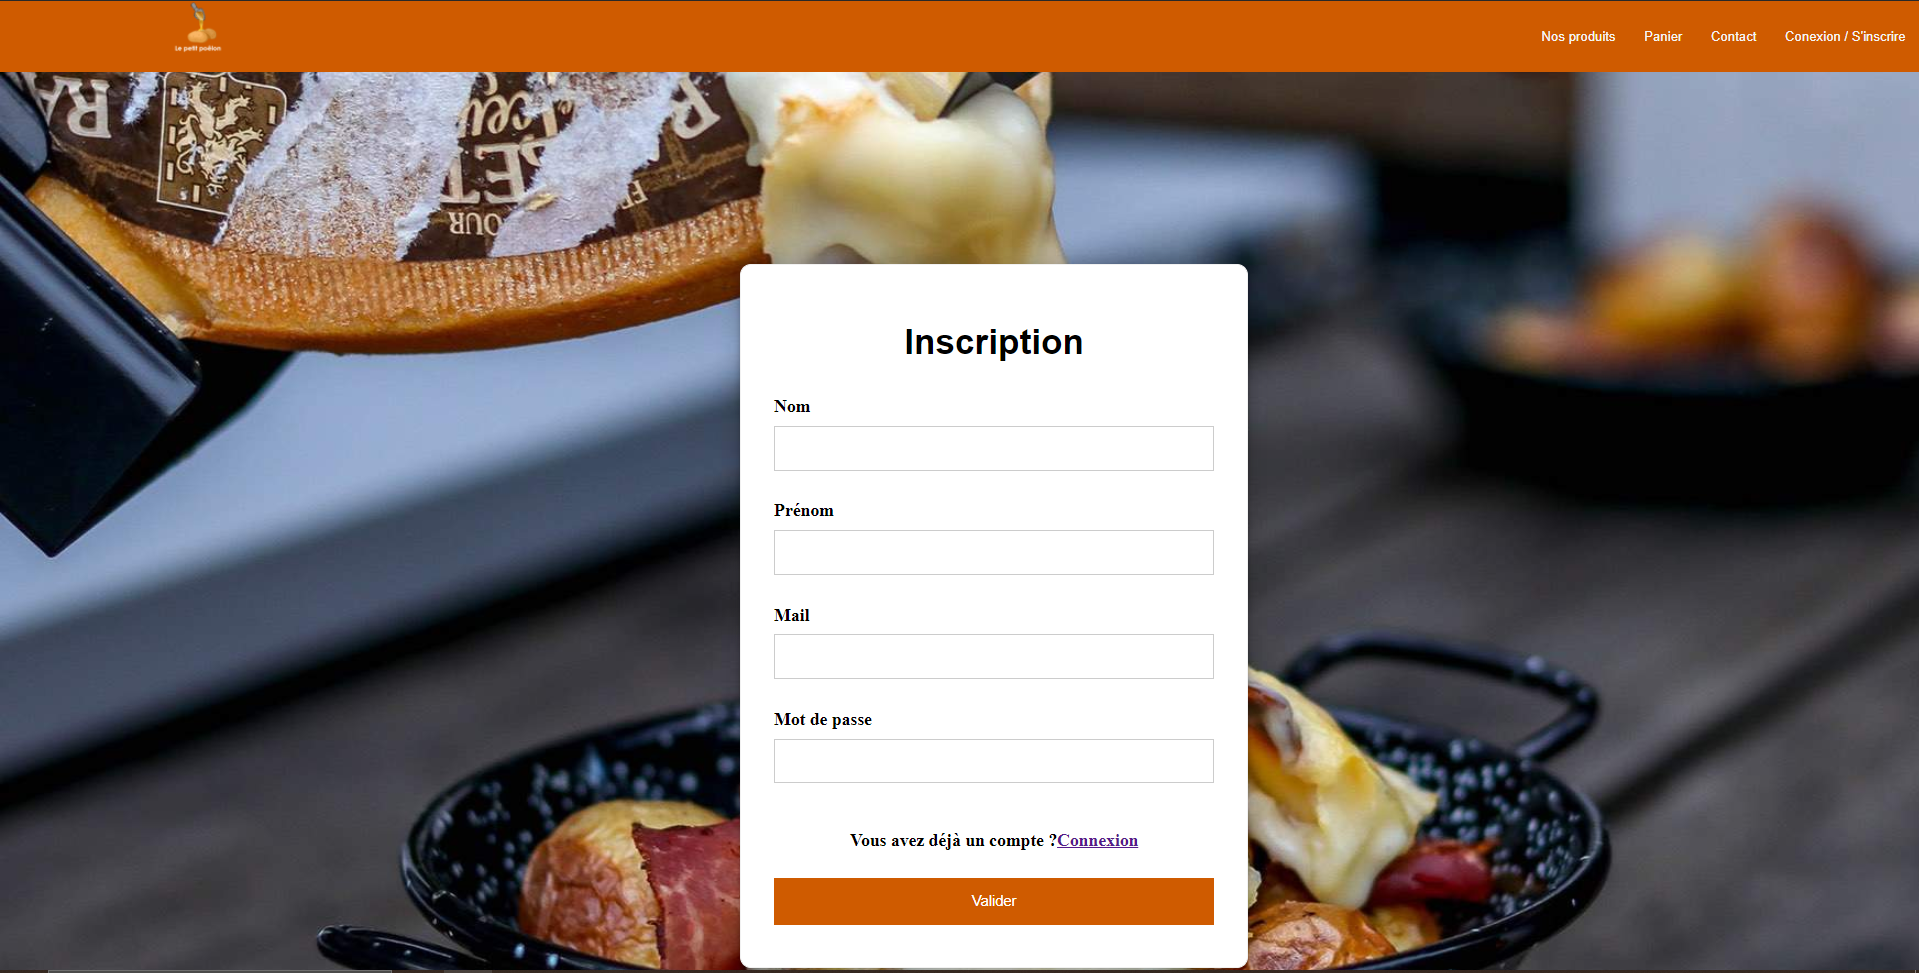 Le petit poêlon
Nos produits
Panier
Contact
Conexion / S'inscrire
Inscription
Nom
Prénom
Mail
Mot de passe
Vous avez déjà un compte ?Connexion
Valider